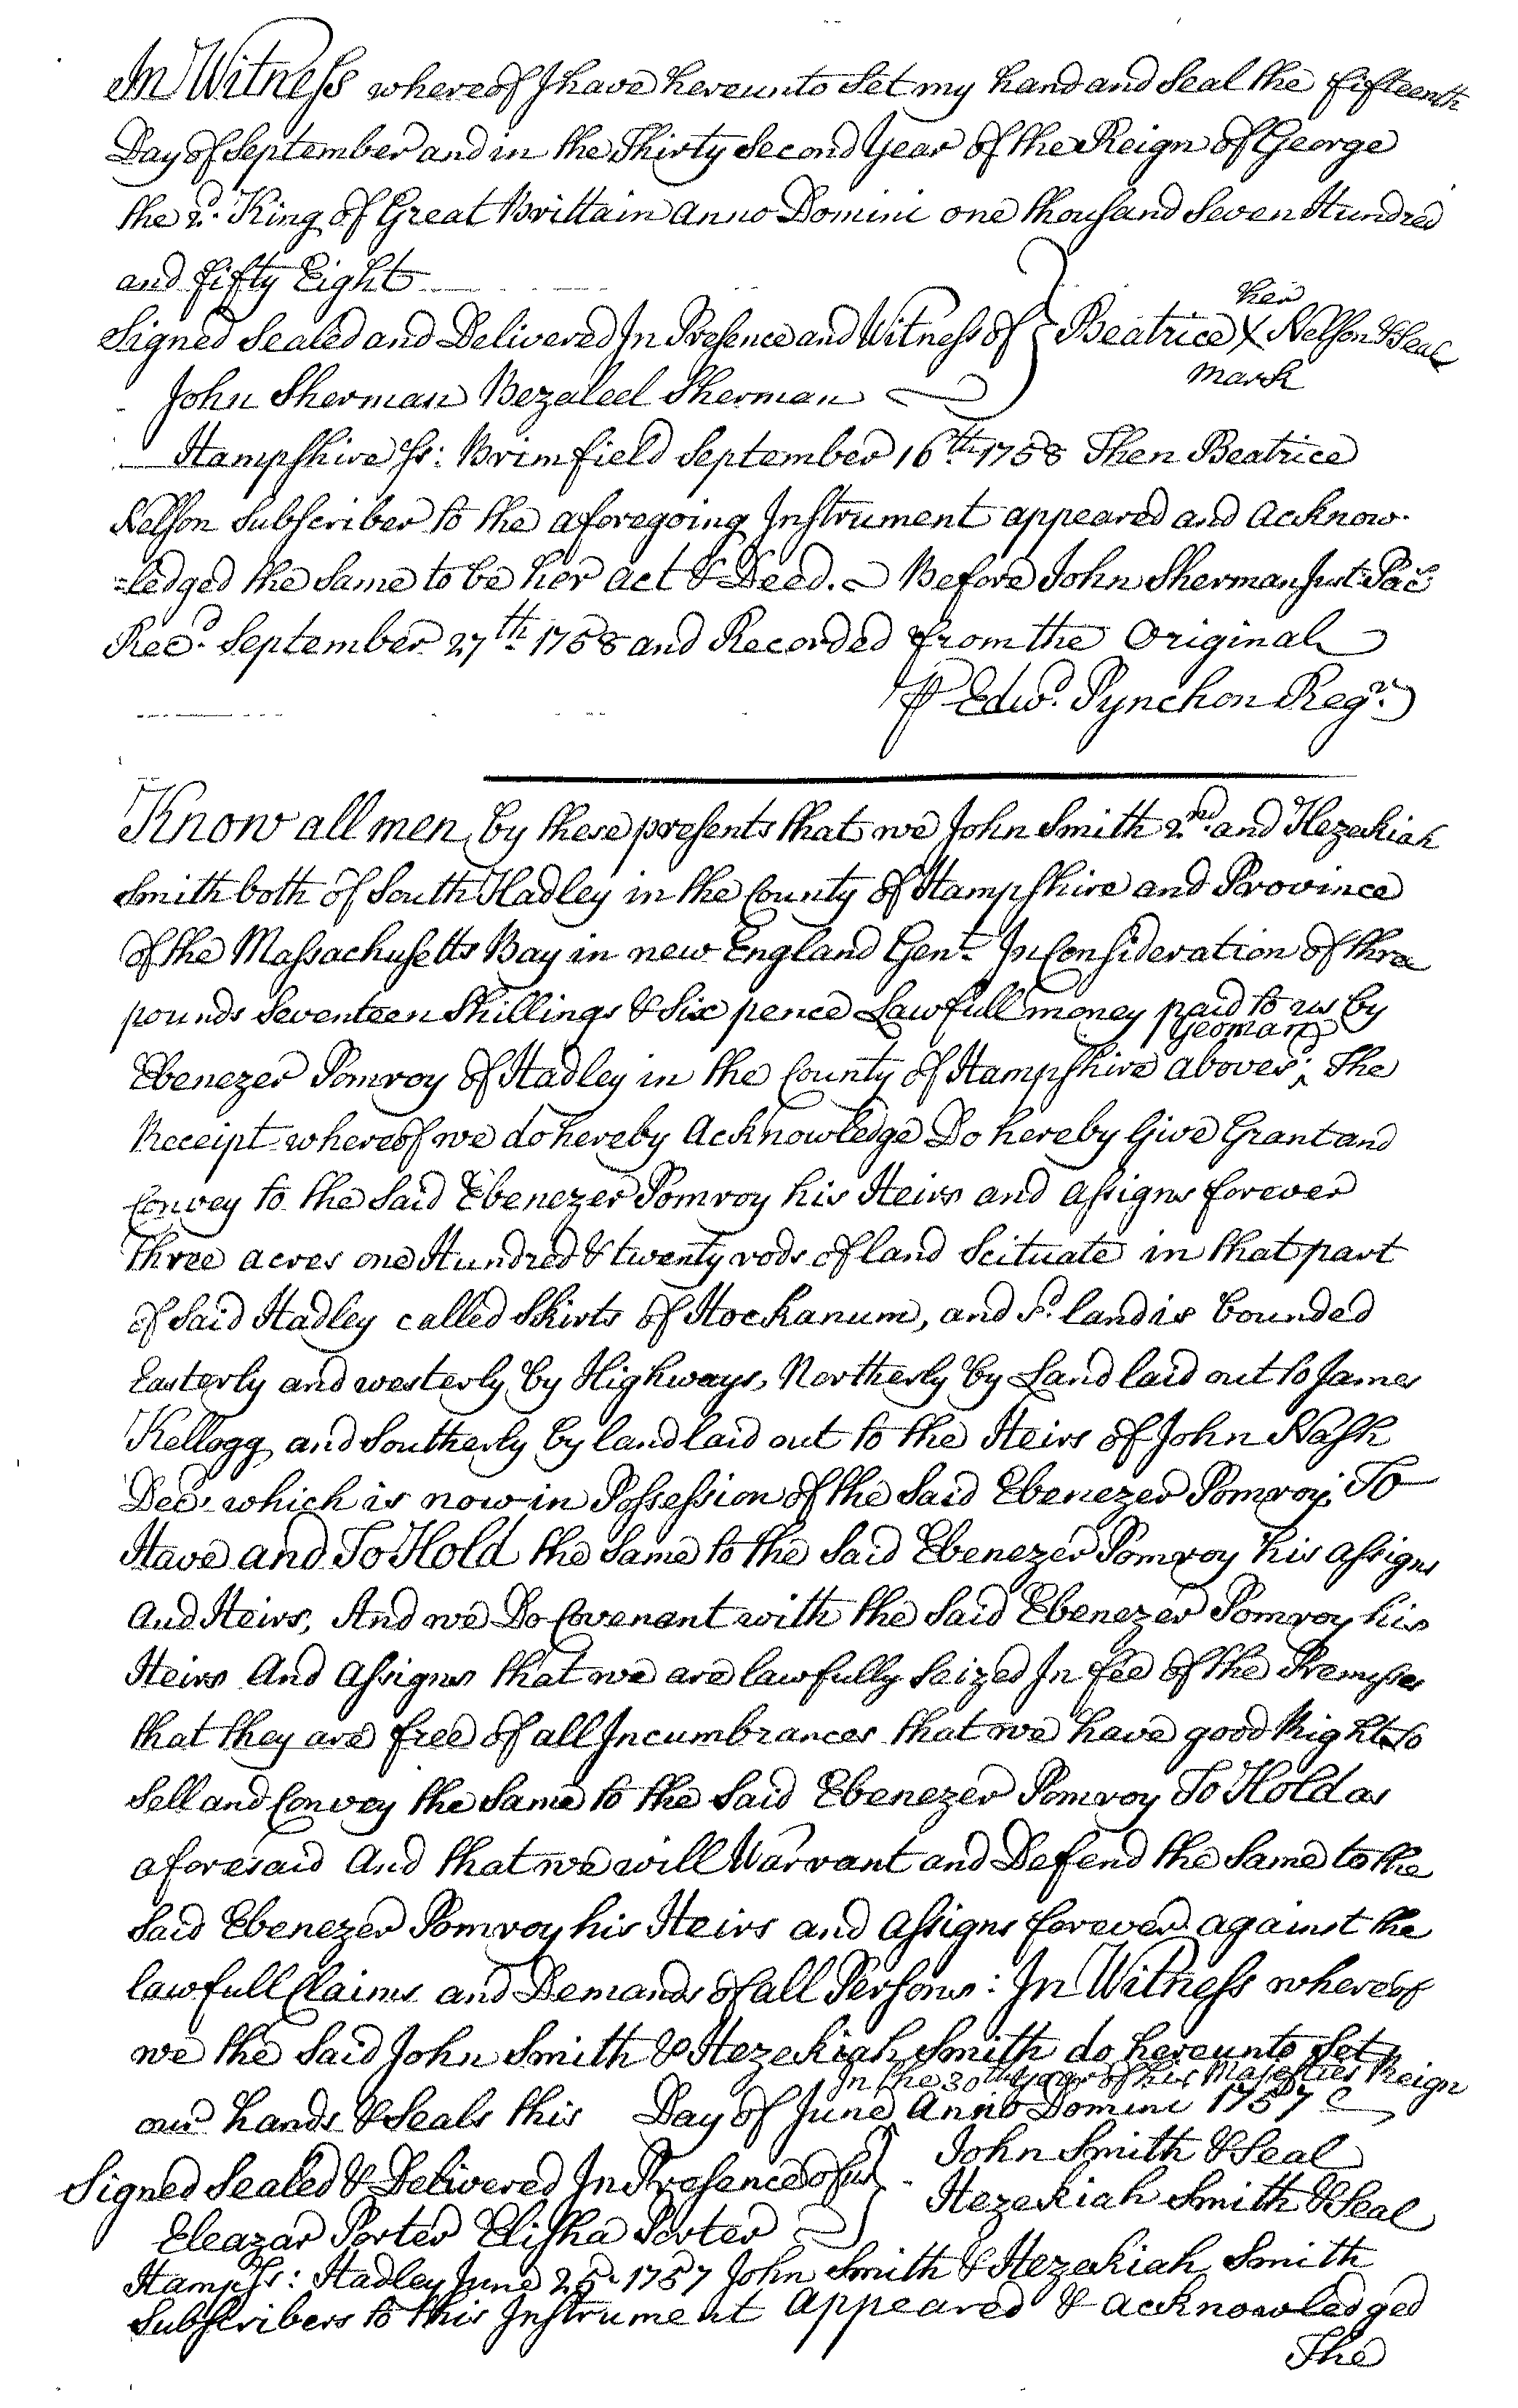 In Witness whereof I have hereunto Set my hand and Seal the fifteenth
Day of September and in the Thirty Second Year of the Reign of George
the 2d. King of Great Brittain Anno Domini one thousand Seven Hundred
and fifty Eight
her
Signed Sealed and Delivered In Presence and Witness of } Beatrice X Nelson & Seal
mark
John Sherman Bezaleel Sherman
Hampshire Ss: Brimfield September 16th. 1758 Then Beatrice
Nelson Subscriber to the aforegoing Instrument appeared and Acknow-
=ledged the Same to be her Act & Deed. Before John Sherman Just: Pac
Recd. September 27th. 1758 and Recorded from the Original
P Edwd. Pynchon Regr.
Know all men by these presents that we John Smith 2nd. and Hezekiah
Smith both of South Hadley in the County of Hampshire and Province
of the Massachusetts Bay in new England Gent. In Consideration of three
pounds Seventeen Shillings & Six pence Lawfull money paid to us by
Yeoman
Ebenezer Pomroy of Hadley in the County of Hampshire aboves: ^ The
Receipt whereof we do hereby Acknowledge Do hereby Give Grant and
Convey to the Said Ebenezer Pomroy his Heirs and Assigns forever
three acres one Hundred & twenty rods of land Scituate in that part
of Said Hadley called Skirts of Hockanum, and Sd. land is bounded
Easterly and westerly by Highways, Northerly by Land laid out to James
Kellogg and Southerly by land laid out to the Heirs of John Nash
Decd. which is now in Possession of the Said Ebenezer Pomroy; To
Have and To Hold the Same to the Said Ebenezer Pomroy his Assigns
And Heirs, And we Do Covenant with the Said Ebenezer Pomroy his
Heirs And Assigns that we are lawfully Seized In fee of the Premises
that they are free of all Incumbrances that we have good Right to
Sell and Convey the Same to the Said Ebenezer Pomroy To Hold as
aforesaid And that we will Warrant and Defend the Same to the
Said Ebenezer Pomroy his Heirs and Assigns forever against the
lawfull Claims and Demands of all Persons: In Witness whereof
we the Said John Smith & Hezekiah Smith do hereunto Set
In the 30th year of his Majesties Reign
our hands & Seals this Day of June Anno Domini 1757
John Smith & Seal
Signed Sealed & Delivered In Presence of us }
Hezekiah Smith & Seal
Eleazar Porter Elisha Porter
Hamp Ss: Hadley June 25. 1757 John Smith & Hezekiah Smith
Subscribers to this Instrument Appeared & acknowledged
The